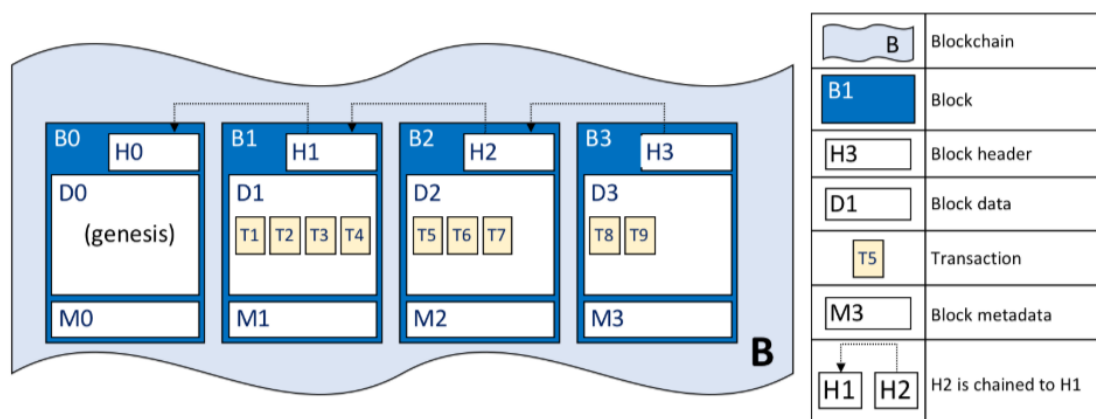 B0
H0
D0
(genesis)
M0
B1
H1
D1
T1 T2 T3 T4
M1
B2
H2
D2
T5 T6 T7
M2
B3
H3
D3
T8 T9
M3
B
B Blockchain
B1 Block
H3 Block header
D1 Block data
T5 Transaction
M3 Block metadata
H1 H2 H2 is chained to H1